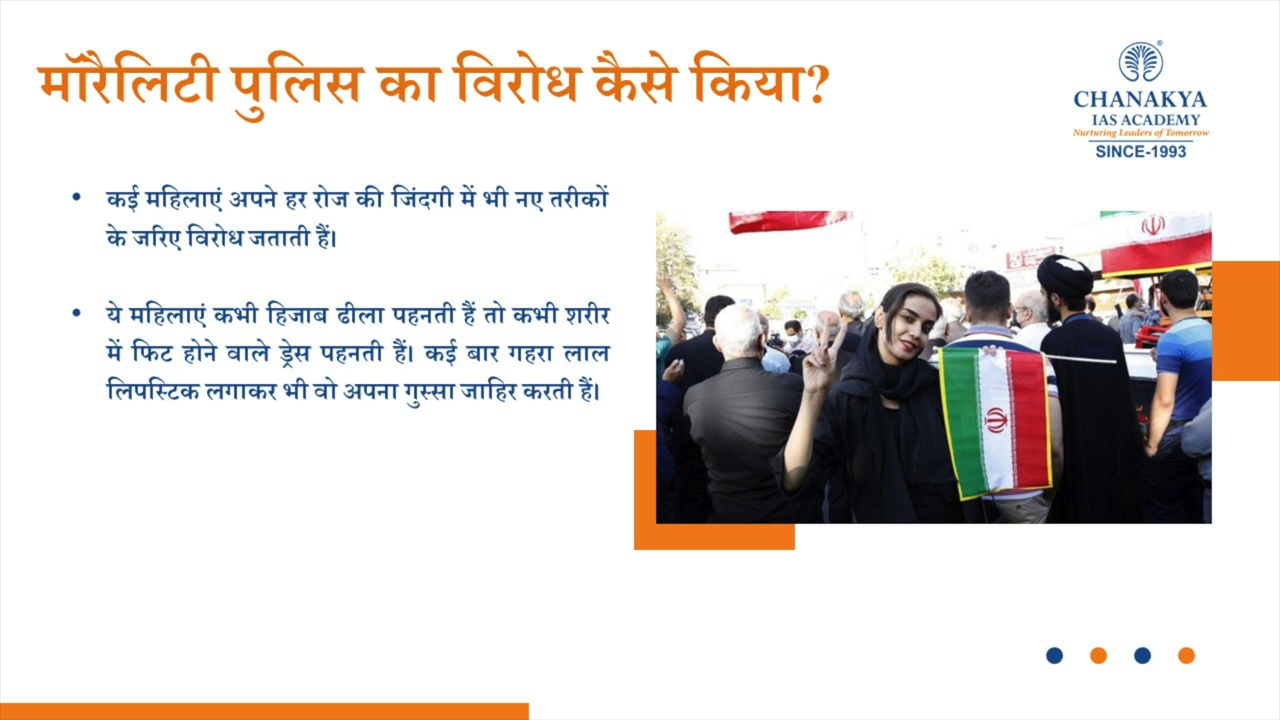 मॉरैलिटी पुलिस का विरोध कैसे किया?
CHANAKYA
IAS ACADEMY
Nurturing Leaders of Tomorrow
SINCE-1993
• कई महिलाएं अपने हर रोज की जिंदगी में भी नए तरीकों
के जरिए विरोध जताती हैं।
• ये महिलाएं कभी हिजाब ढीला पहनती हैं तो कभी शरीर
में फिट होने वाले ड्रेस पहनती हैं। कई बार गहरा लाल
लिपस्टिक लगाकर भी वो अपना गुस्सा जाहिर करती हैं।